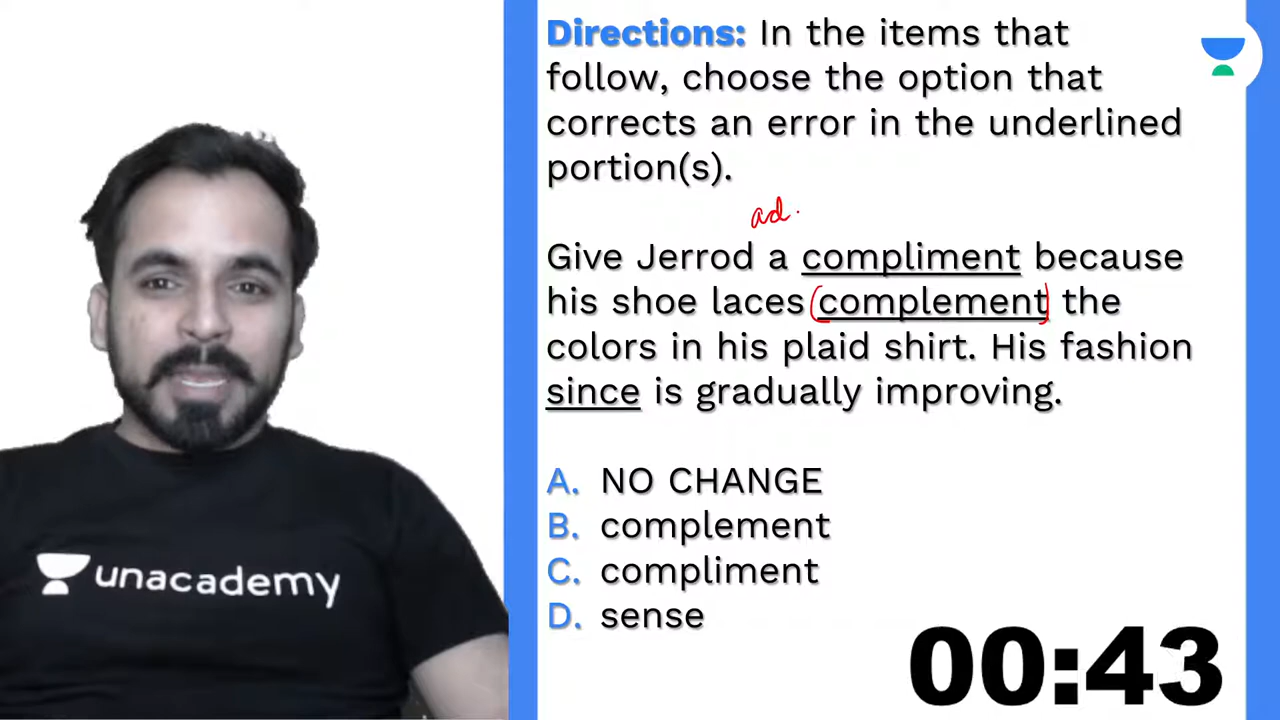 Directions: In the items that
follow, choose the option that
corrects an error in the underlined
portion(s).
ad.
Give Jerrod a compliment because
his shoe laces (complement) the
colors in his plaid shirt. His fashion
since is gradually improving.
A. NO CHANGE
B. complement
C. compliment
D. sense
unacademy
00:43